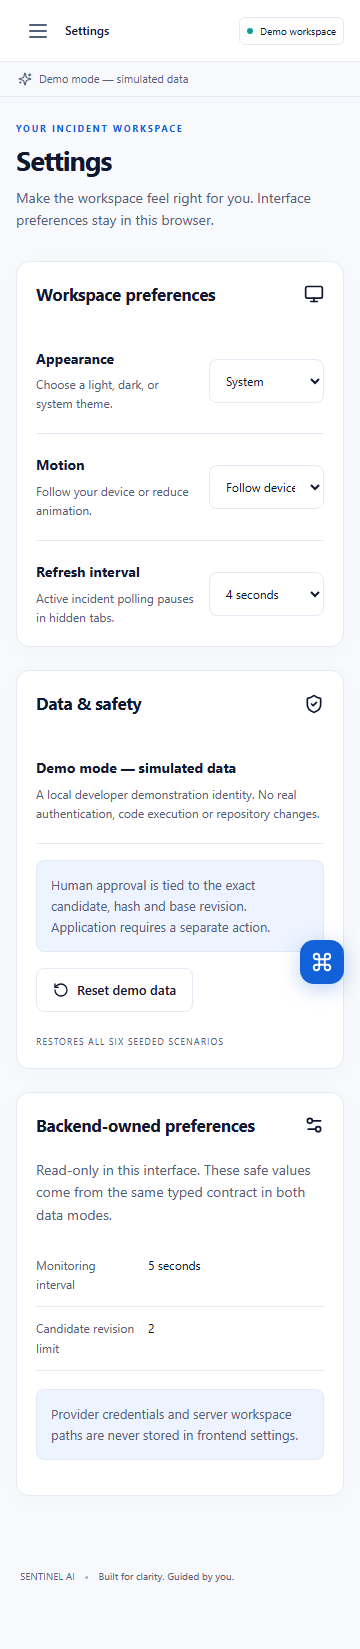 Settings
Demo workspace
Demo mode — simulated data
YOUR INCIDENT WORKSPACE
Settings
Make the workspace feel right for you. Interface
preferences stay in this browser.
Workspace preferences
Appearance
Choose a light, dark, or
system theme.
System
Motion
Follow your device or reduce
animation.
Follow device
Refresh interval
Active incident polling pauses
in hidden tabs.
4 seconds
Data & safety
Demo mode — simulated data
A local developer demonstration identity. No real
authentication, code execution or repository changes.
Human approval is tied to the exact
candidate, hash and base revision.
Application requires a separate action.
Reset demo data
RESTORES ALL SIX SEEDED SCENARIOS
Backend-owned preferences
Read-only in this interface. These safe values
come from the same typed contract in both
data modes.
Monitoring
interval
5 seconds
Candidate revision
limit
2
Provider credentials and server workspace
paths are never stored in frontend settings.
SENTINEL AI • Built for clarity. Guided by you.